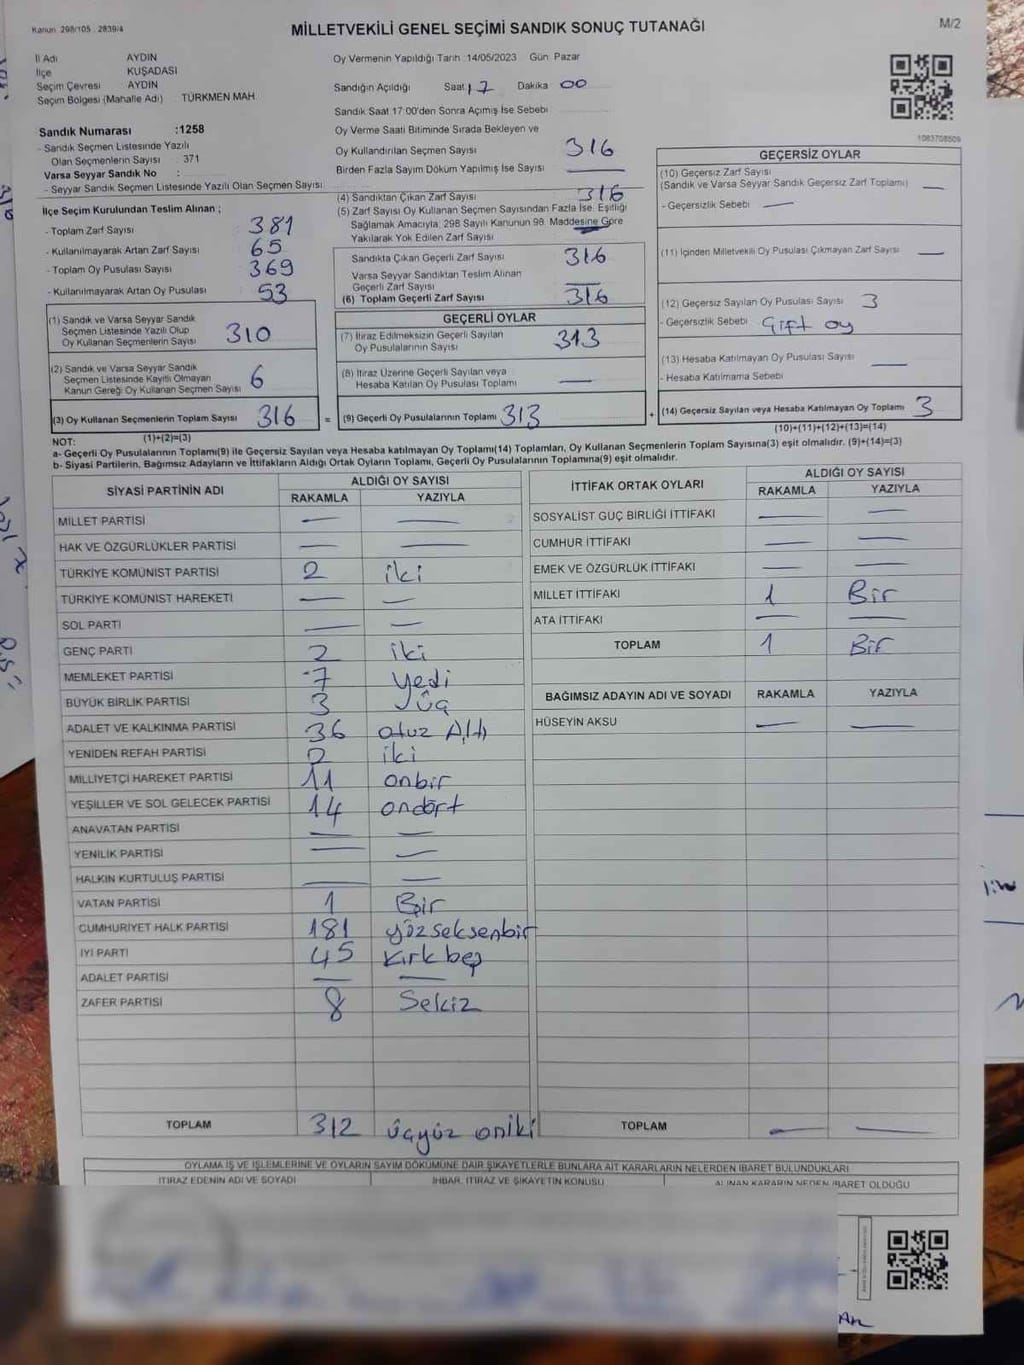 Kanun 298/105 2839/4
MİLLETVEKİLİ GENEL SEÇİMİ SANDIK SONUÇ TUTANAĞI
M/2
İl Adı AYDIN
İlçe KUŞADASI
Seçim Çevresi AYDIN
Seçim Bölgesi (Mahalle Adı) TÜRKMEN MAH.
Sandık Numarası :1258
- Sandık Seçmen Listesinde Yazılı
Olan Seçmenlerin Sayısı : 371
Varsa Seyyar Sandık No :
- Seyyar Sandık Seçmen Listesinde Yazılı Olan Seçmen Sayısı
Oy Vermenin Yapıldığı Tarih :14/05/2023 Gün: Pazar
Sandığın Açıldığı Saat 17 Dakika 00
Sandık Saat 17:00'den Sonra Açılmış İse Sebebi
Oy Verme Saati Bitiminde Sırada Bekleyen ve
Oy Kullandırılan Seçmen Sayısı 316
Birden Fazla Sayım Döküm Yapılmış İse Sayısı
İlçe Seçim Kurulundan Teslim Alınan ;
- Toplam Zarf Sayısı 381
- Kullanılmayarak Artan Zarf Sayısı 65
- Toplam Oy Pusulası Sayısı 369
- Kullanılmayarak Artan Oy Pusulası 53
(4) Sandıktan Çıkan Zarf Sayısı 316
(5) Zarf Sayısı Oy Kullanan Seçmen Sayısından Fazla İse, Eşitliği
Sağlamak Amacıyla, 298 Sayılı Kanunun 98. Maddesine Göre
Yakılarak Yok Edilen Zarf Sayısı
Sandıkta Çıkan Geçerli Zarf Sayısı 316
Varsa Seyyar Sandıktan Teslim Alınan
Geçerli Zarf Sayısı
(6) Toplam Geçerli Zarf Sayısı 316
(1) Sandık ve Varsa Seyyar Sandık
Seçmen Listesinde Yazılı Olup
Oy Kullanan Seçmenlerin Sayısı 310
(2) Sandık ve Varsa Seyyar Sandık
Seçmen Listesinde Kayıtlı Olmayan
Kanun Gereği Oy Kullanan Seçmen Sayısı 6
(3) Oy Kullanan Seçmenlerin Toplam Sayısı 316 =
(1)+(2)=(3)
GEÇERLİ OYLAR
(7) İtiraz Edilmeksizin Geçerli Sayılan
Oy Pusulalarının Sayısı 313
(8) İtiraz Üzerine Geçerli Sayılan veya
Hesaba Katılan Oy Pusulası Toplamı
(9) Geçerli Oy Pusulalarının Toplamı 313 +
1083708509
GEÇERSİZ OYLAR
(10) Geçersiz Zarf Sayısı
(Sandık ve Varsa Seyyar Sandık Geçersiz Zarf Toplamı)
- Geçersizlik Sebebi
(11) İçinden Milletvekili Oy Pusulası Çıkmayan Zarf Sayısı
(12) Geçersiz Sayılan Oy Pusulası Sayısı 3
- Geçersizlik Sebebi Çift oy
(13) Hesaba Katılmayan Oy Pusulası Sayısı
- Hesaba Katılmama Sebebi
(14) Geçersiz Sayılan veya Hesaba Katılmayan Oy Toplamı 3
(10)+(11)+(12)+(13)=(14)
NOT:
a- Geçerli Oy Pusulalarının Toplamı(9) ile Geçersiz Sayılan veya Hesaba katılmayan Oy Toplamı(14) Toplamları, Oy Kullanan Seçmenlerin Toplam Sayısına(3) eşit olmalıdır. (9)+(14)=(3)
b- Siyasi Partilerin, Bağımsız Adayların ve İttifakların Aldığı Ortak Oyların Toplamı, Geçerli Oy Pusulalarının Toplamına(9) eşit olmalıdır.
SİYASİ PARTİNİN ADI ALDIĞI OY SAYISI
RAKAMLA YAZIYLA
MİLLET PARTİSİ
HAK VE ÖZGÜRLÜKLER PARTİSİ
TÜRKİYE KOMÜNİST PARTİSİ 2 iki
TÜRKİYE KOMÜNİST HAREKETİ
SOL PARTİ
GENÇ PARTİ 2 iki
MEMLEKET PARTİSİ 7 yedi
BÜYÜK BİRLİK PARTİSİ 3 üç
ADALET VE KALKINMA PARTİSİ 36 otuz Altı
YENİDEN REFAH PARTİSİ 2 iki
MİLLİYETÇİ HAREKET PARTİSİ 11 onbir
YEŞİLLER VE SOL GELECEK PARTİSİ 14 ondört
ANAVATAN PARTİSİ
YENİLİK PARTİSİ
HALKIN KURTULUŞ PARTİSİ
VATAN PARTİSİ 1 Bir
CUMHURİYET HALK PARTİSİ 181 yüzseksenbir
İYİ PARTİ 45 Kırkbeş
ADALET PARTİSİ
ZAFER PARTİSİ 8 Sekiz
TOPLAM 312 üçyüz oniki
İTTİFAK ORTAK OYLARI ALDIĞI OY SAYISI
RAKAMLA YAZIYLA
SOSYALİST GÜÇ BİRLİĞİ İTTİFAKI
CUMHUR İTTİFAKI
EMEK VE ÖZGÜRLÜK İTTİFAKI
MİLLET İTTİFAKI 1 Bir
ATA İTTİFAKI
TOPLAM 1 Bir
BAĞIMSIZ ADAYIN ADI VE SOYADI RAKAMLA YAZIYLA
HÜSEYİN AKSU
TOPLAM
OYLAMA İŞ VE İŞLEMLERİNE VE OYLARIN SAYIM DÖKÜMÜNE DAİR ŞİKAYETLERLE BUNLARA AİT KARARLARIN NELERDEN İBARET BULUNDUKLARI
İTİRAZ EDENİN ADI VE SOYADI İHBAR, İTİRAZ VE ŞİKAYETİN KONUSU ALINAN KARARIN NEDEN İBARET OLDUĞU